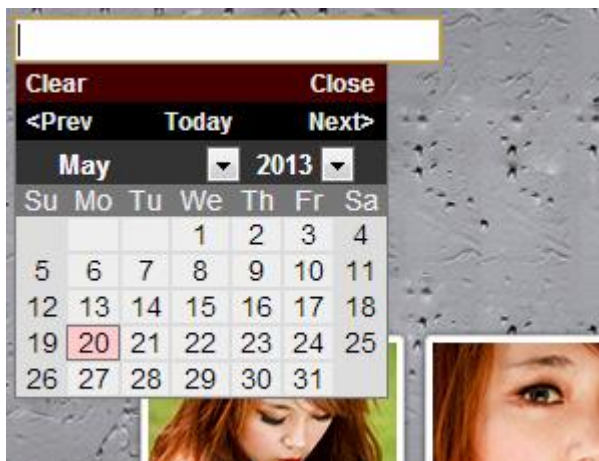 Clear Close
<Prev Today Next>
May 2013
Su Mo Tu We Th Fr Sa
1 2 3 4
5 6 7 8 9 10 11
12 13 14 15 16 17 18
19 20 21 22 23 24 25
26 27 28 29 30 31